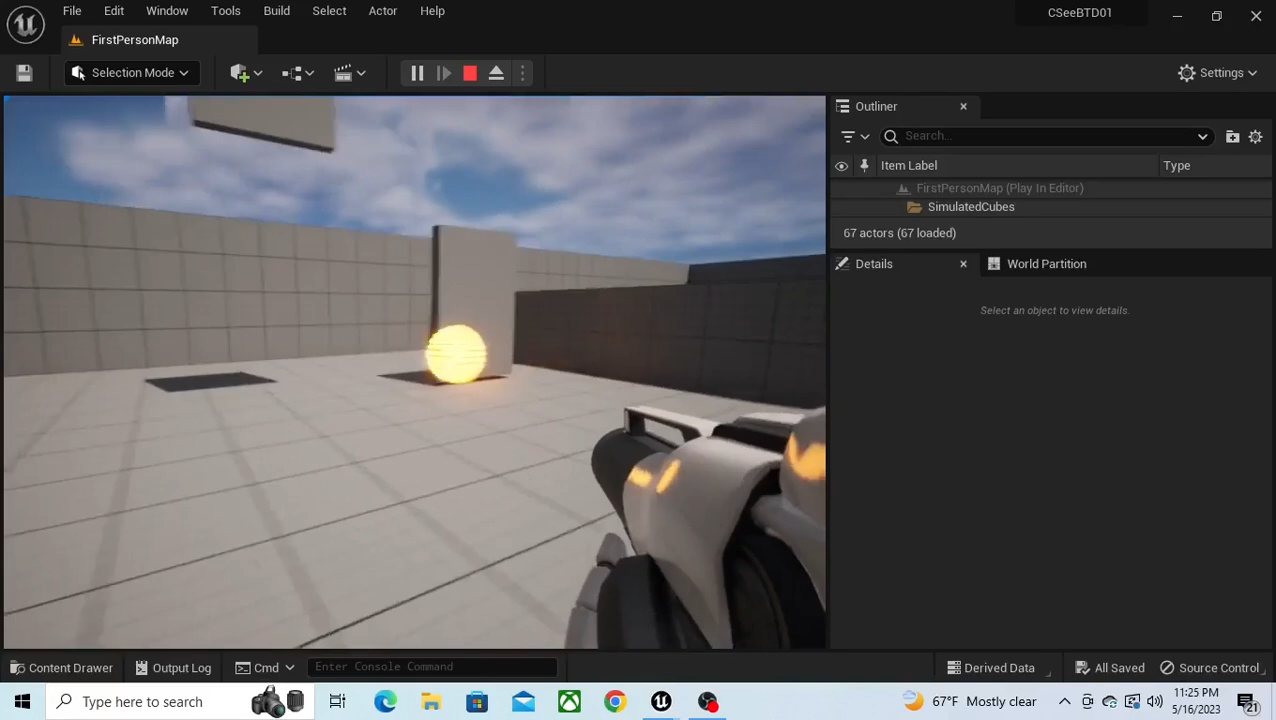 File Edit Window Tools Build Select Actor Help
CSeeBTD01
FirstPersonMap
Selection Mode
Settings
Outliner
Search...
Item Label
Type
FirstPersonMap (Play In Editor)
SimulatedCubes
67 actors (67 loaded)
Details
World Partition
Select an object to view details.
Content Drawer
Output Log
Cmd
Enter Console Command
Derived Data
All Saved
Source Control
Type here to search
67°F Mostly clear
11:25 PM
5/16/2023
21